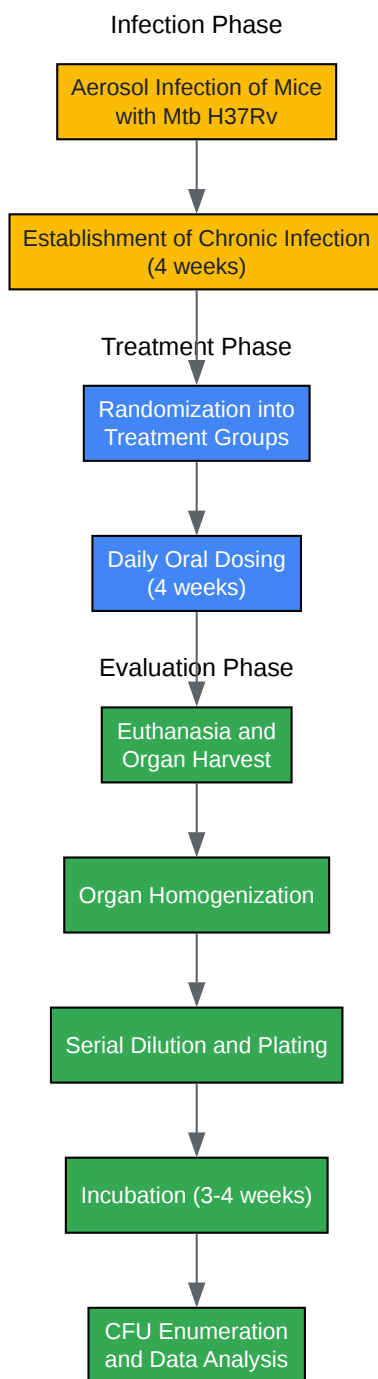 Infection Phase
Aerosol Infection of Mice
with Mtb H37Rv
Establishment of Chronic Infection
(4 weeks)
Treatment Phase
Randomization into
Treatment Groups
Daily Oral Dosing
(4 weeks)
Evaluation Phase
Euthanasia and
Organ Harvest
Organ Homogenization
Serial Dilution and Plating
Incubation (3-4 weeks)
CFU Enumeration
and Data Analysis